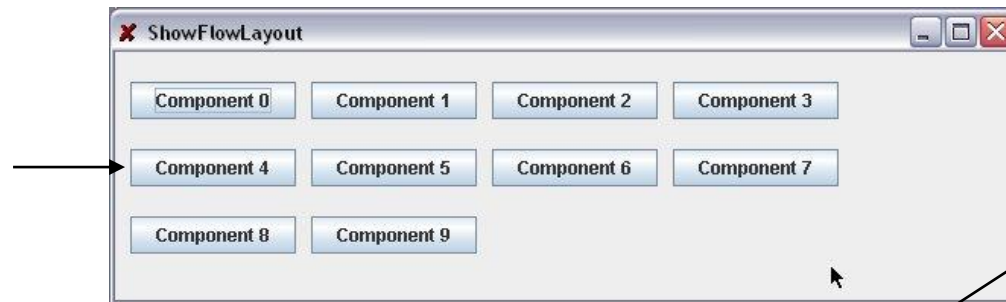 ShowFlowLayout
Component 0 Component 1 Component 2 Component 3
Component 4 Component 5 Component 6 Component 7
Component 8 Component 9